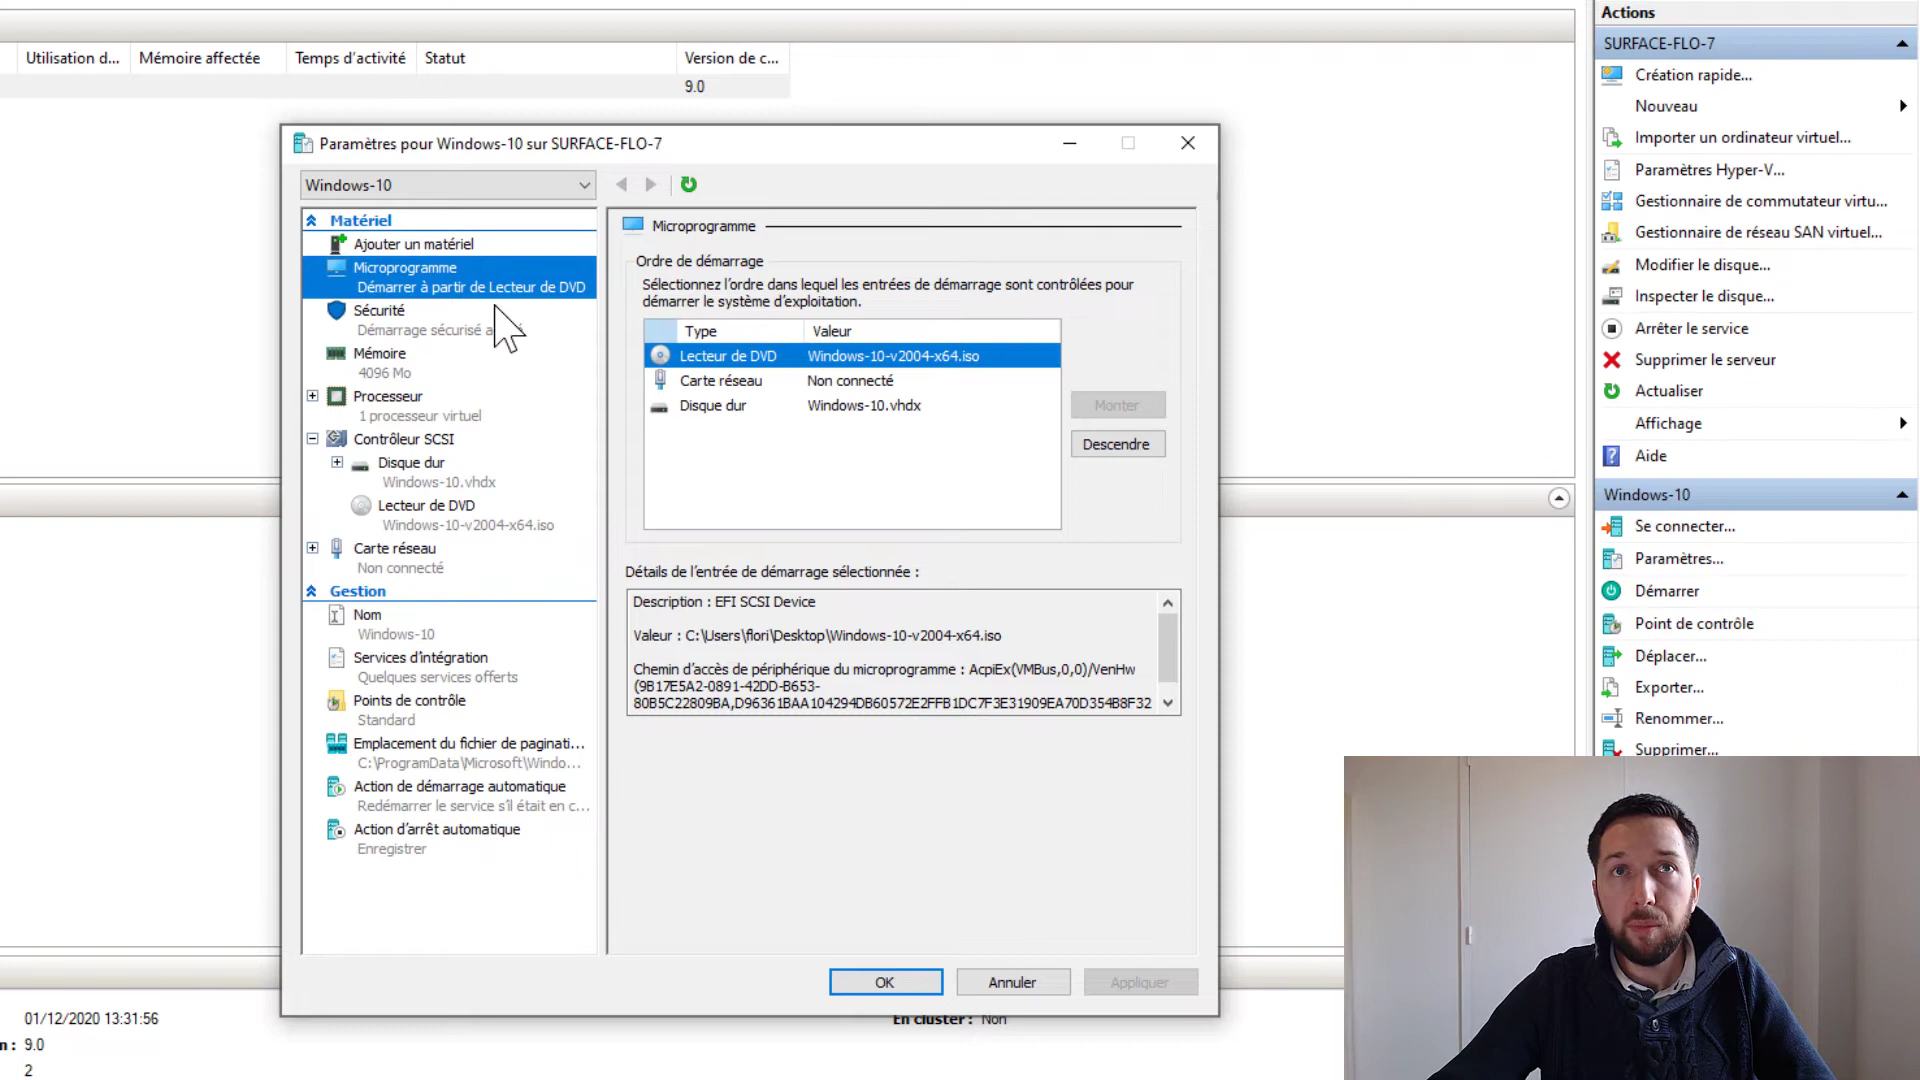 Utilisation d...
Mémoire affectée
Temps d'activité
Statut
Version de c...
9.0
Paramètres pour Windows-10 sur SURFACE-FLO-7
Windows-10
Matériel
Ajouter un matériel
Microprogramme
Démarrer à partir de Lecteur de DVD
Sécurité
Démarrage sécurisé
Mémoire
4096 Mo
Processeur
1 processeur virtuel
Contrôleur SCSI
Disque dur
Windows-10.vhdx
Lecteur de DVD
Windows-10-v2004-x64.iso
Carte réseau
Non connecté
Gestion
Nom
Windows-10
Services d'intégration
Quelques services offerts
Points de contrôle
Standard
Emplacement du fichier de paginati...
C:\ProgramData\Microsoft\Windo...
Action de démarrage automatique
Redémarrer le service s'il était en c...
Action d'arrêt automatique
Enregistrer
Microprogramme
Ordre de démarrage
Sélectionnez l'ordre dans lequel les entrées de démarrage sont contrôlées pour
démarrer le système d'exploitation.
Type Valeur
Lecteur de DVD Windows-10-v2004-x64.iso
Carte réseau Non connecté
Disque dur Windows-10.vhdx
Monter
Descendre
Détails de l'entrée de démarrage sélectionnée :
Description : EFI SCSI Device
Valeur : C:\Users\flori\Desktop\Windows-10-v2004-x64.iso
Chemin d'accès de périphérique du microprogramme : AcpiEx(VMBus,0,0)/VenHw
(9B17E5A2-0891-42DD-B653-
80B5C22809BA,D96361BAA104294DB60572E2FFB1DC7F3E31909EA70D354B8F32
OK
Annuler
Appliquer
01/12/2020 13:31:56
n : 9.0
2
En cluster : Non
Actions
SURFACE-FLO-7
Création rapide...
Nouveau
Importer un ordinateur virtuel...
Paramètres Hyper-V...
Gestionnaire de commutateur virtu...
Gestionnaire de réseau SAN virtuel...
Modifier le disque...
Inspecter le disque...
Arrêter le service
Supprimer le serveur
Actualiser
Affichage
Aide
Windows-10
Se connecter...
Paramètres...
Démarrer
Point de contrôle
Déplacer...
Exporter...
Renommer...
Supprimer...